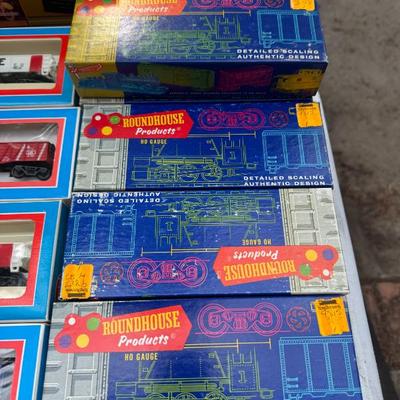 ROUNDHOUSE
Products
DETAILED SCALING
AUTHENTIC DESIGN
ROUNDHOUSE
Products®
HO GAUGE
DETAILED SCALING
AUTHENTIC DESIGN
DETAILED SCALING
AUTHENTIC DESIGN
HO GAUGE
ROUNDHOUSE
Products
ROUNDHOUSE
Products®
HO GAUGE